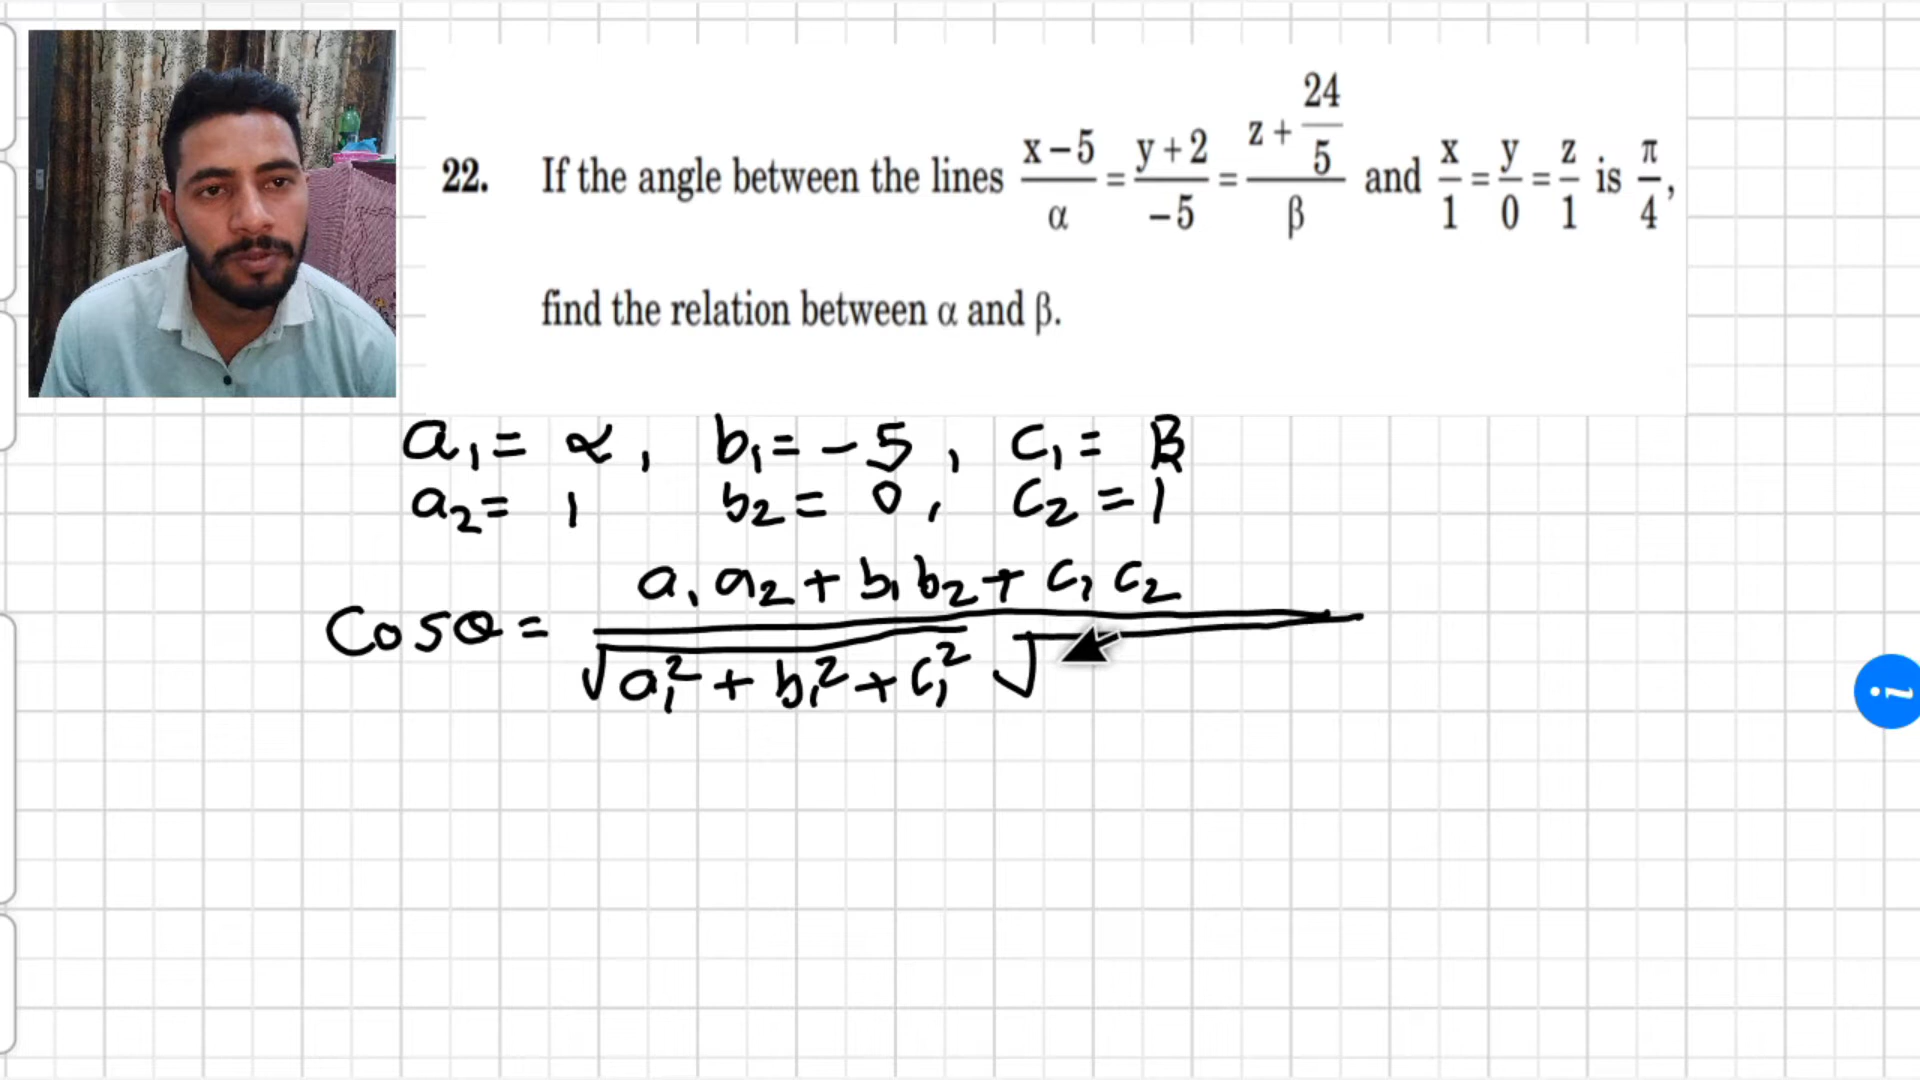 22. If the angle between the lines (x − 5)/α = (y + 2)/−5 = (z + 24/5)/β and x/1 = y/0 = z/1 is π/4,
find the relation between α and β.
a₁ = α, b₁ = −5, c₁ = β
a₂ = 1 b₂ = 0, c₂ = 1
Cosθ = (a₁a₂ + b₁b₂ + c₁c₂)/(√(a₁² + b₁² + c₁²) √
i